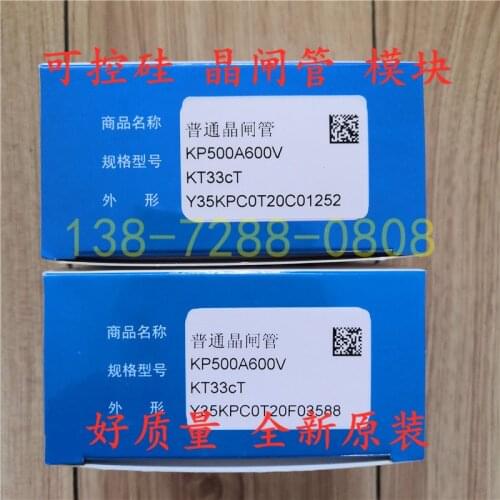 可控硅 晶闸管 模块
商品名称 普通晶闸管
规格型号 KP500A600V
KT33cT
外 形 Y35KPC0T20C01252
138-7288-0808
商品名称 普通晶闸管
规格型号 KP500A600V
KT33cT
外 形 Y35KPC0T20F03588
好质量 全新原装